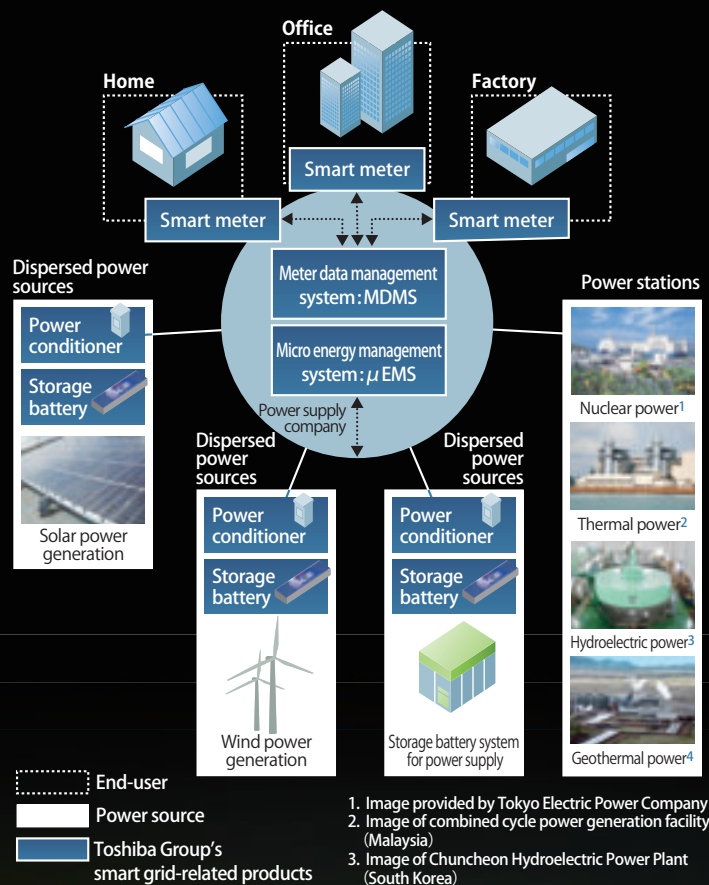 Office
Home
Factory
Smart meter
Smart meter
Smart meter
Meter data management
system:MDMS
Micro energy management
system:μEMS
Power supply
company
Dispersed power
sources
Power
conditioner
Storage
battery
Solar power
generation
Dispersed
power
sources
Power
conditioner
Storage
battery
Wind power
generation
Dispersed
power
sources
Power
conditioner
Storage
battery
Storage battery system
for power supply
Power stations
Nuclear power1
Thermal power2
Hydroelectric power3
Geothermal power4
End-user
Power source
Toshiba Group's
smart grid-related products
1. Image provided by Tokyo Electric Power Company
2. Image of combined cycle power generation facility
(Malaysia)
3. Image of Chuncheon Hydroelectric Power Plant
(South Korea)